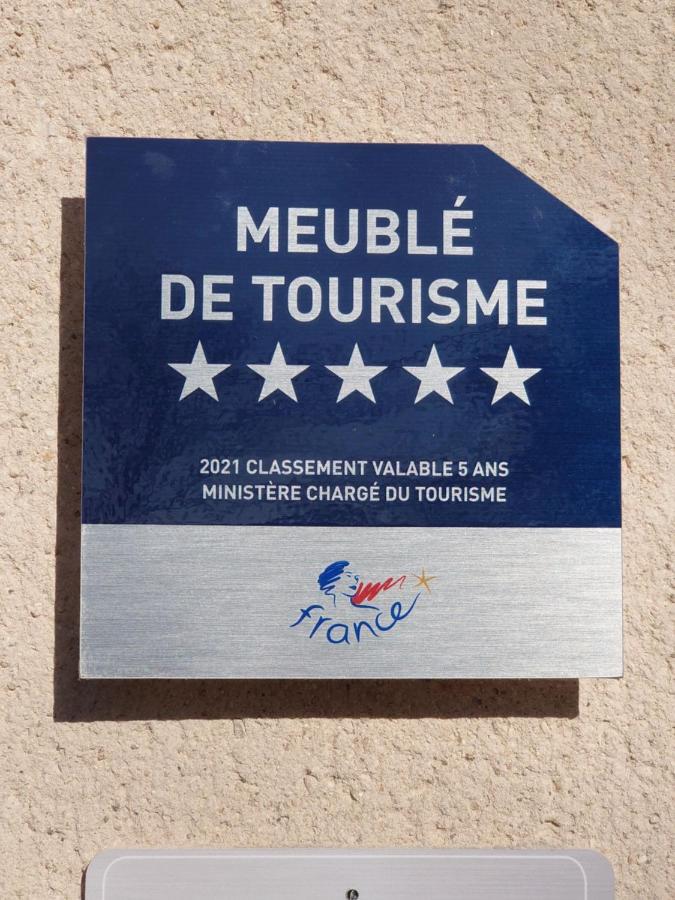 MEUBLÉ
DE TOURISME
2021 CLASSEMENT VALABLE 5 ANS
MINISTÈRE CHARGÉ DU TOURISME
france